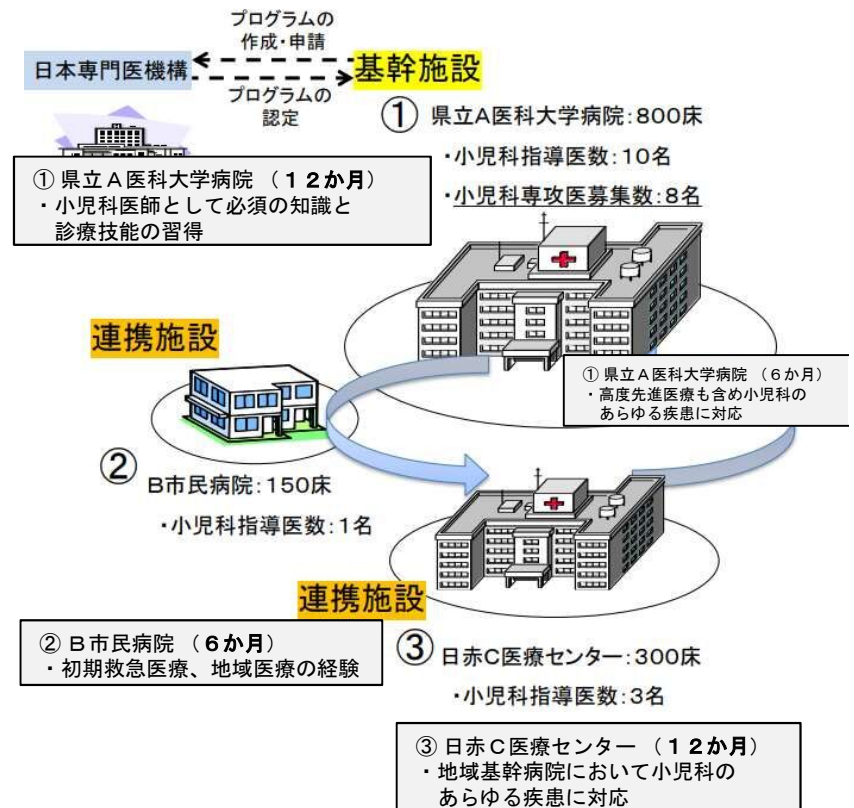 プログラムの
作成・申請
日本専門医機構
基幹施設
プログラムの
認定
① 県立A医科大学病院:800床
・小児科指導医数:10名
・小児科専攻医募集数:8名
① 県立A医科大学病院 (12か月)
・小児科医師として必須の知識と
診療技能の習得
連携施設
① 県立A医科大学病院 (6か月)
・高度先進医療も含め小児科の
あらゆる疾患に対応
② B市民病院:150床
・小児科指導医数:1名
連携施設
② B市民病院 (6か月)
・初期救急医療、地域医療の経験
③ 日赤C医療センター:300床
・小児科指導医数:3名
③ 日赤C医療センター (12か月)
・地域基幹病院において小児科の
あらゆる疾患に対応